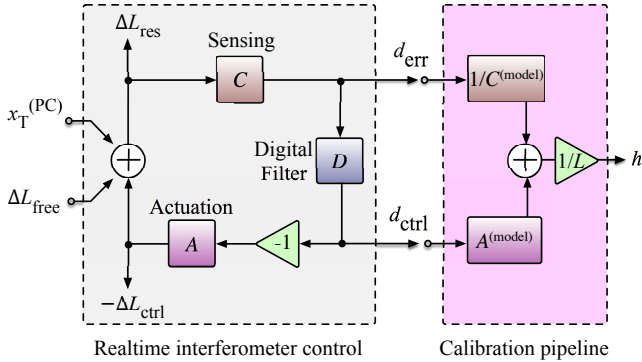 ΔL_res
Sensing
C
d_err
1/C^(model)
x_T^(PC)
Digital
Filter
D
1/L
h
ΔL_free
Actuation
A
-1
d_ctrl
A^(model)
−ΔL_ctrl
Realtime interferometer control
Calibration pipeline